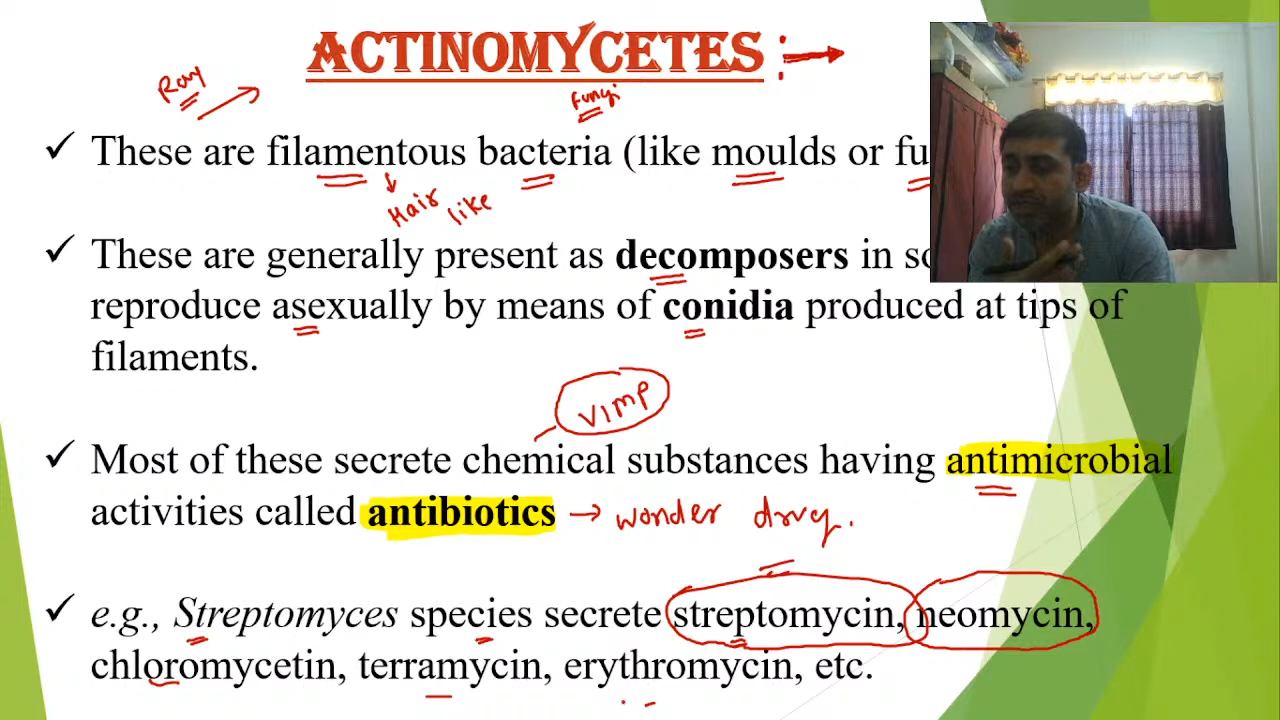 ACTINOMYCETES :→
Ray
Fungi
✓ These are filamentous bacteria (like moulds or fu
Hair like
✓ These are generally present as decomposers in so
reproduce asexually by means of conidia produced at tips of
filaments.
VIMP
✓ Most of these secrete chemical substances having antimicrobial
activities called antibiotics → wonder drug.
✓ e.g., Streptomyces species secrete streptomycin, neomycin,
chloromycetin, terramycin, erythromycin, etc.